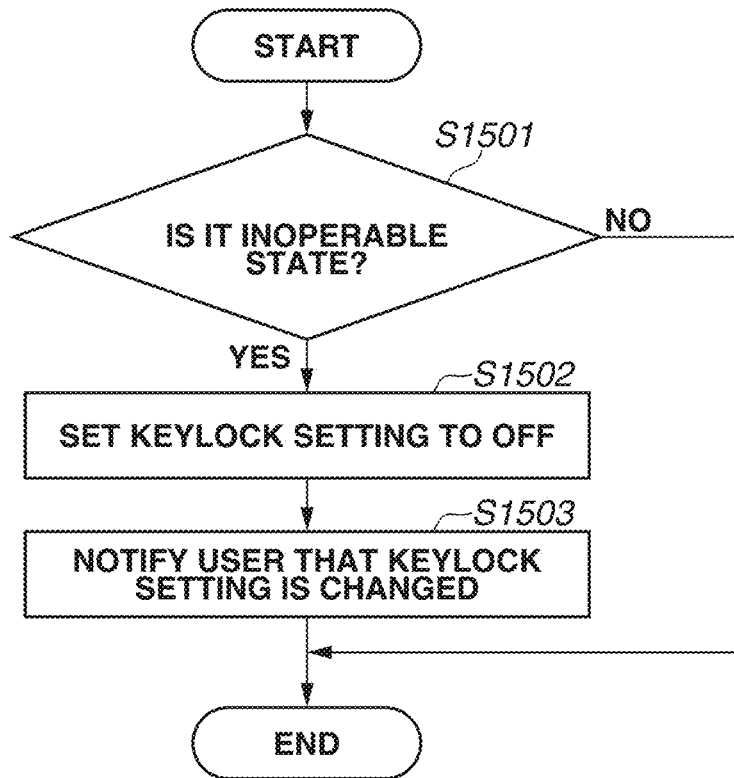 START
S1501
IS IT INOPERABLE
STATE?
NO
YES
S1502
SET KEYLOCK SETTING TO OFF
S1503
NOTIFY USER THAT KEYLOCK
SETTING IS CHANGED
END